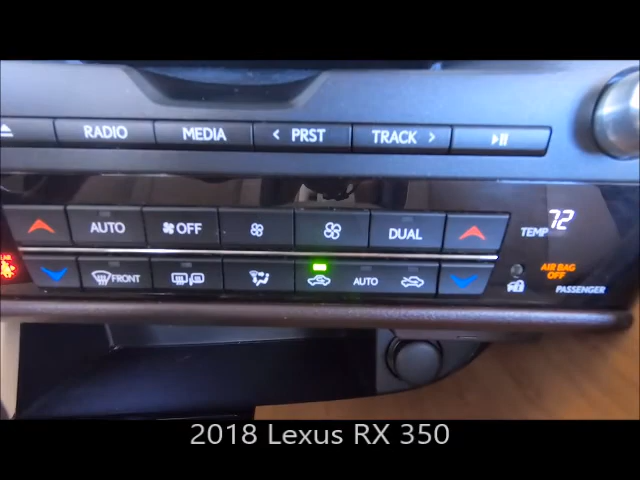 RADIO MEDIA < PRST TRACK >
AUTO OFF DUAL
TEMP 72
FRONT AUTO
AIR BAG
OFF
PASSENGER
2018 Lexus RX 350